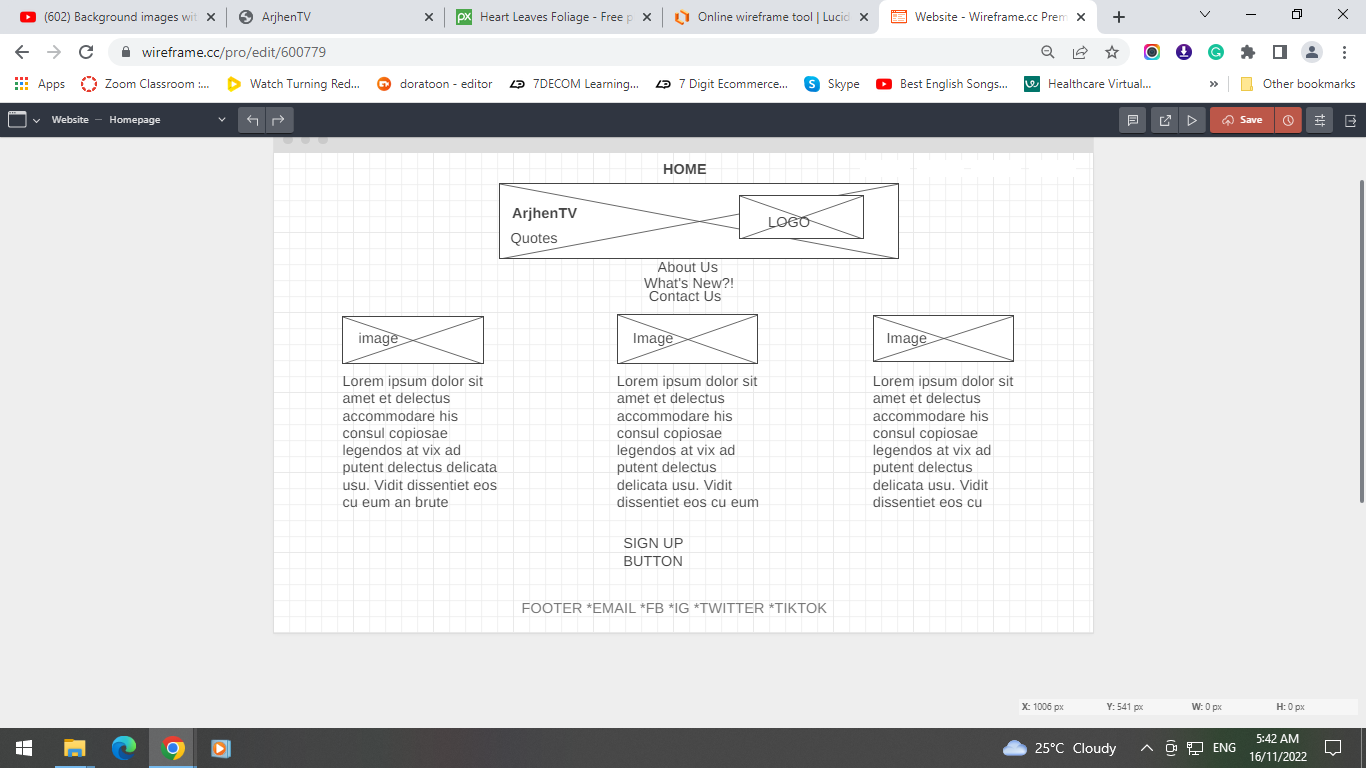 (602) Background images wit
ArjhenTV
Heart Leaves Foliage - Free p
Online wireframe tool | Lucid
Website - Wireframe.cc Prem
wireframe.cc/pro/edit/600779
Apps
Zoom Classroom :...
Watch Turning Red...
doratoon - editor
7DECOM Learning...
7 Digit Ecommerce...
Skype
Best English Songs...
Healthcare Virtual...
»
Other bookmarks
Website — Homepage
Save
HOME
ArjhenTV
LOGO
Quotes
About Us
What's New?!
Contact Us
image
Image
Image
Lorem ipsum dolor sit
amet et delectus
accommodare his
consul copiosae
legendos at vix ad
putent delectus delicata
usu. Vidit dissentiet eos
cu eum an brute
Lorem ipsum dolor sit
amet et delectus
accommodare his
consul copiosae
legendos at vix ad
putent delectus
delicata usu. Vidit
dissentiet eos cu eum
Lorem ipsum dolor sit
amet et delectus
accommodare his
consul copiosae
legendos at vix ad
putent delectus
delicata usu. Vidit
dissentiet eos cu
SIGN UP
BUTTON
FOOTER *EMAIL *FB *IG *TWITTER *TIKTOK
X: 1006 px
Y: 541 px
W: 0 px
H: 0 px
25°C Cloudy
ENG
5:42 AM
16/11/2022